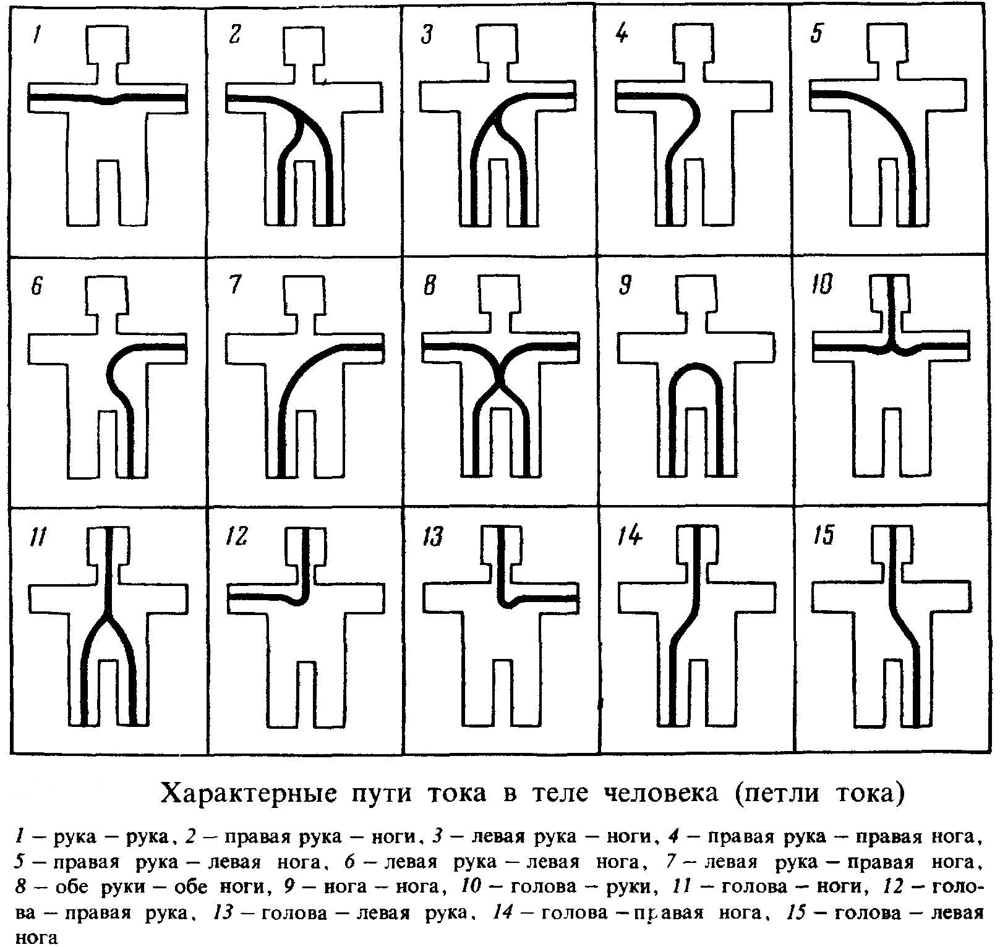 1 2 3 4 5
6 7 8 9 10
11 12 13 14 15
Характерные пути тока в теле человека (петли тока)
1 – рука – рука, 2 – правая рука – ноги, 3 – левая рука – ноги, 4 – правая рука – правая нога,
5 – правая рука – левая нога, 6 – левая рука – левая нога, 7 – левая рука – правая нога,
8 – обе руки – обе ноги, 9 – нога – нога, 10 – голова – руки, 11 – голова – ноги, 12 – голо-
ва – правая рука, 13 – голова – левая рука, 14 – голова – правая нога, 15 – голова – левая
нога